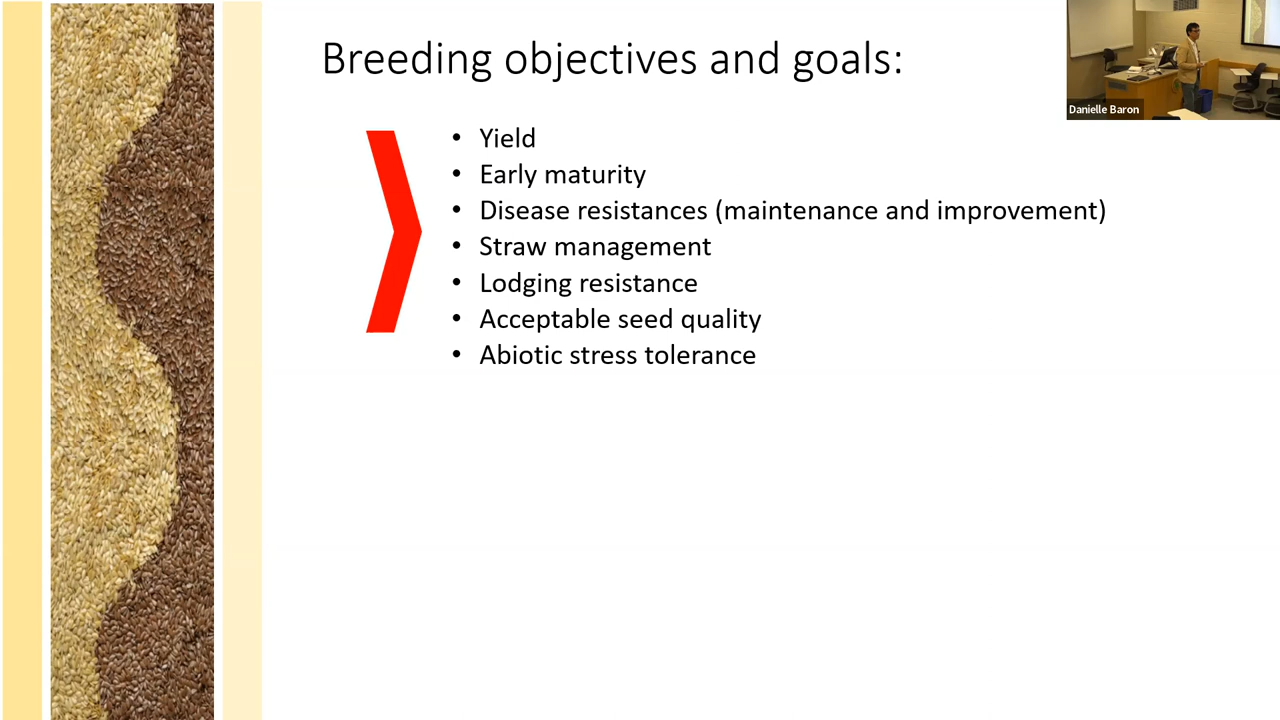 Breeding objectives and goals:
Danielle Baron
• Yield
• Early maturity
• Disease resistances (maintenance and improvement)
• Straw management
• Lodging resistance
• Acceptable seed quality
• Abiotic stress tolerance